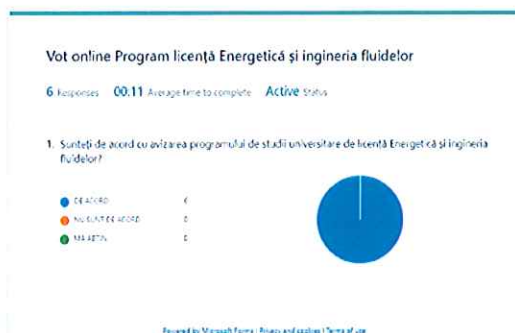 Vot online Program licență Energetică și ingineria fluidelor
6 Responses 00:11 Average time to complete Active Status
1. Sunteți de acord cu avizarea programului de studii universitare de licență Energetică și ingineria
fluidelor?
DE ACORD 6
NU SUNT DE ACORD 0
MĂ ABȚIN 0
Powered by Microsoft Forms | Privacy and cookies | Terms of use